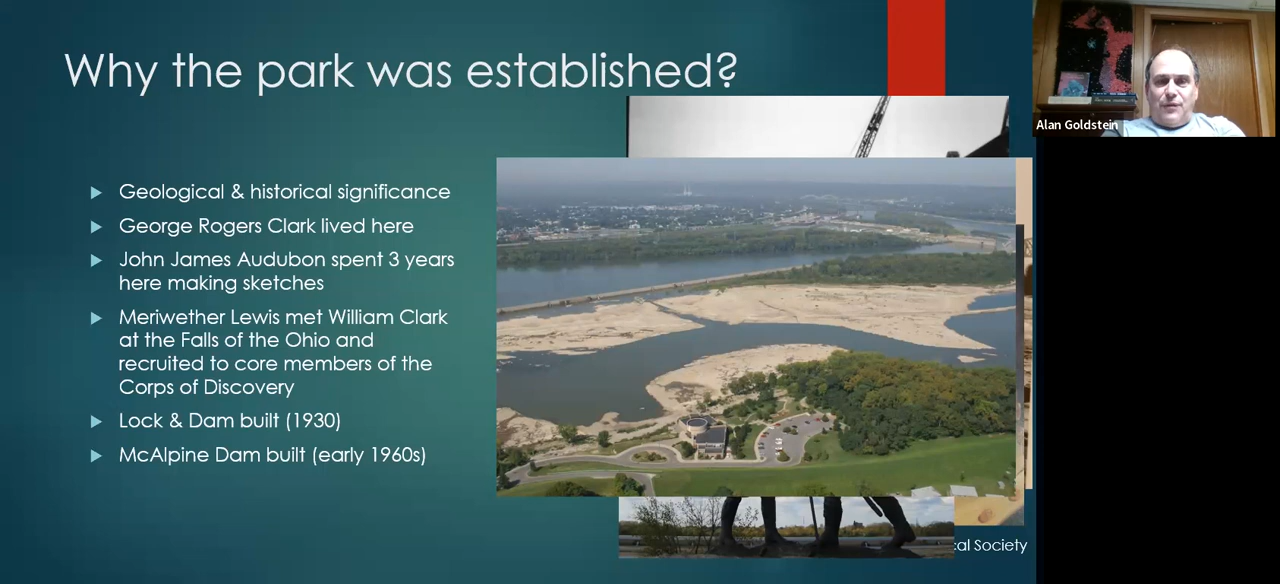 Why the park was established?
Geological & historical significance
George Rogers Clark lived here
John James Audubon spent 3 years
here making sketches
Meriwether Lewis met William Clark
at the Falls of the Ohio and
recruited to core members of the
Corps of Discovery
Lock & Dam built (1930)
McAlpine Dam built (early 1960s)
Society
Alan Goldstein